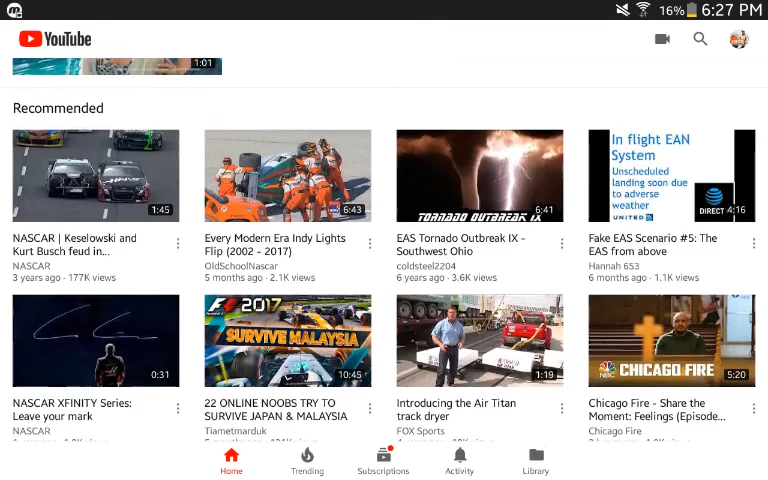 16% 6:27 PM
YouTube
1:01
Recommended
1:45
6:43
TORNADO OUTBREAK IX
6:41
In flight EAN
System
Unscheduled
landing soon due
to adverse
weather
UNITED
DIRECT 4:16
NASCAR | Keselowski and
Kurt Busch feud in...
NASCAR
3 years ago · 177K views
Every Modern Era Indy Lights
Flip (2002 - 2017)
OldSchoolNascar
5 months ago · 2.1K views
EAS Tornado Outbreak IX -
Southwest Ohio
coldsteel2204
6 years ago · 3.6K views
Fake EAS Scenario #5: The
EAS from above
Hannah 653
6 months ago · 1.1K views
0:31
F1 2017
SURVIVE MALAYSIA
10:45
1:19
NBC
CHICAGO FIRE
5:20
NASCAR XFINITY Series:
Leave your mark
NASCAR
22 ONLINE NOOBS TRY TO
SURVIVE JAPAN & MALAYSIA
Tiametmarduk
Introducing the Air Titan
track dryer
FOX Sports
Chicago Fire - Share the
Moment: Feelings (Episode...
Chicago Fire
Home
Trending
Subscriptions
Activity
Library